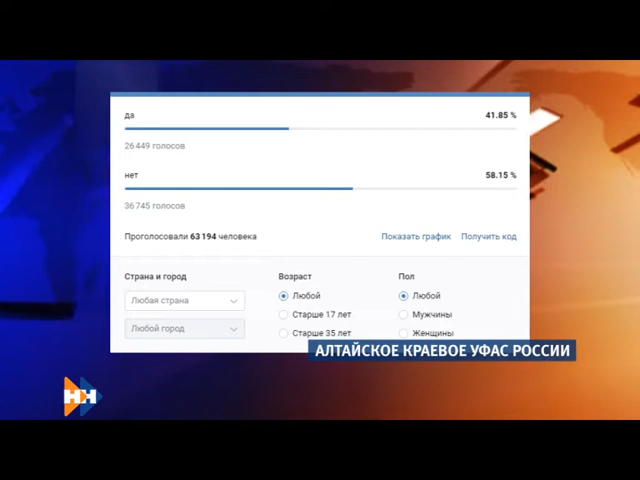 да 41.85 %
26 449 голосов
нет 58.15 %
36 745 голосов
Проголосовали 63 194 человека Показать график Получить код
Страна и город Возраст Пол
Любая страна Любой Любой
Старше 17 лет Мужчины
Любой город Старше 35 лет Женщины
АЛТАЙСКОЕ КРАЕВОЕ УФАС РОССИИ
НН